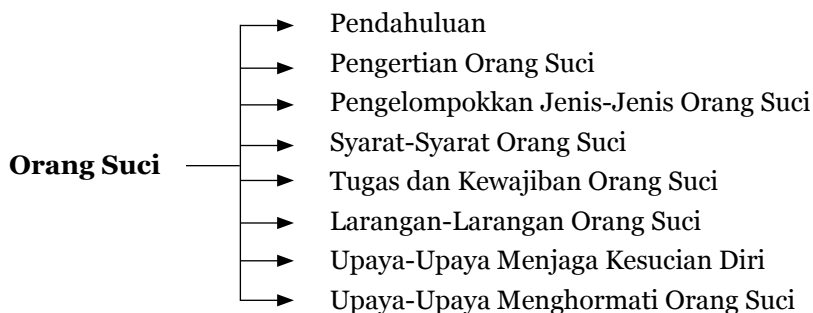 Pendahuluan
Pengertian Orang Suci
Pengelompokkan Jenis-Jenis Orang Suci
Syarat-Syarat Orang Suci
Orang Suci
Tugas dan Kewajiban Orang Suci
Larangan-Larangan Orang Suci
Upaya-Upaya Menjaga Kesucian Diri
Upaya-Upaya Menghormati Orang Suci